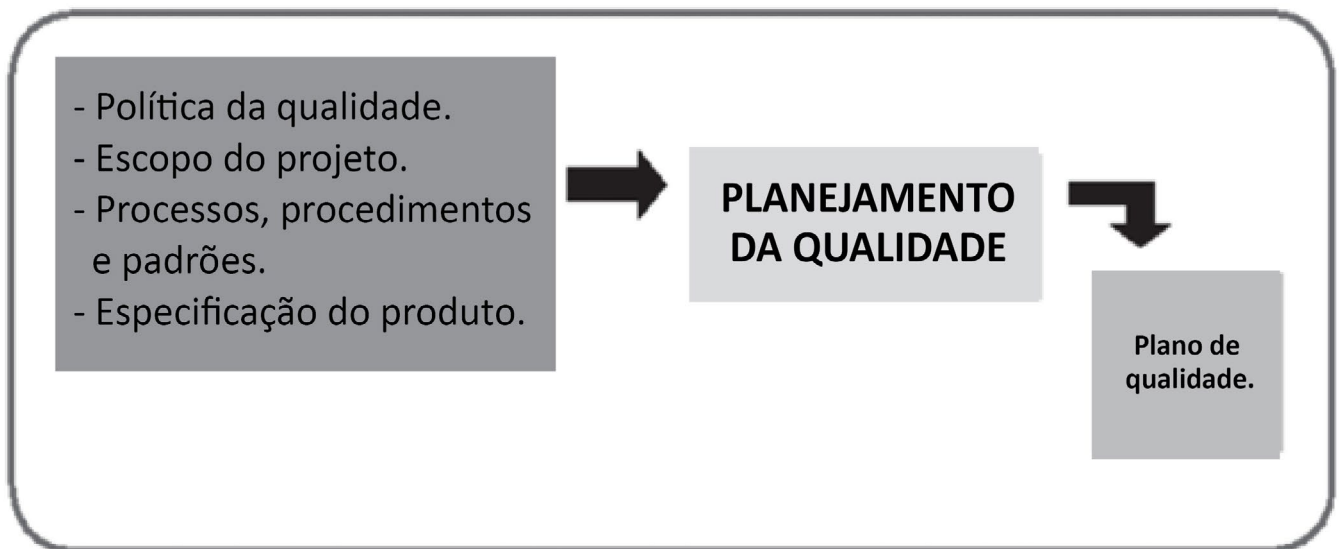 - Política da qualidade.
- Escopo do projeto.
- Processos, procedimentos
e padrões.
- Especificação do produto.
PLANEJAMENTO
DA QUALIDADE
Plano de
qualidade.